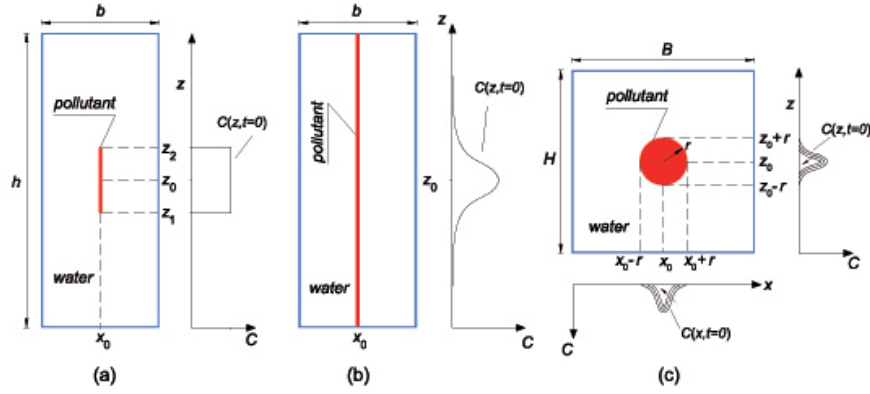 b
h
z
pollutant
C(z,t=0)
z₂
z₀
z₁
water
x₀
C
(a)
b
z
pollutant
C(z,t=0)
z₀
water
x₀
C
(b)
B
H
z
pollutant
C(z,t=0)
r
z₀+r
z₀
z₀-r
water
x₀-r
x₀
x₀+r
C
x
C(x,t=0)
C
(c)